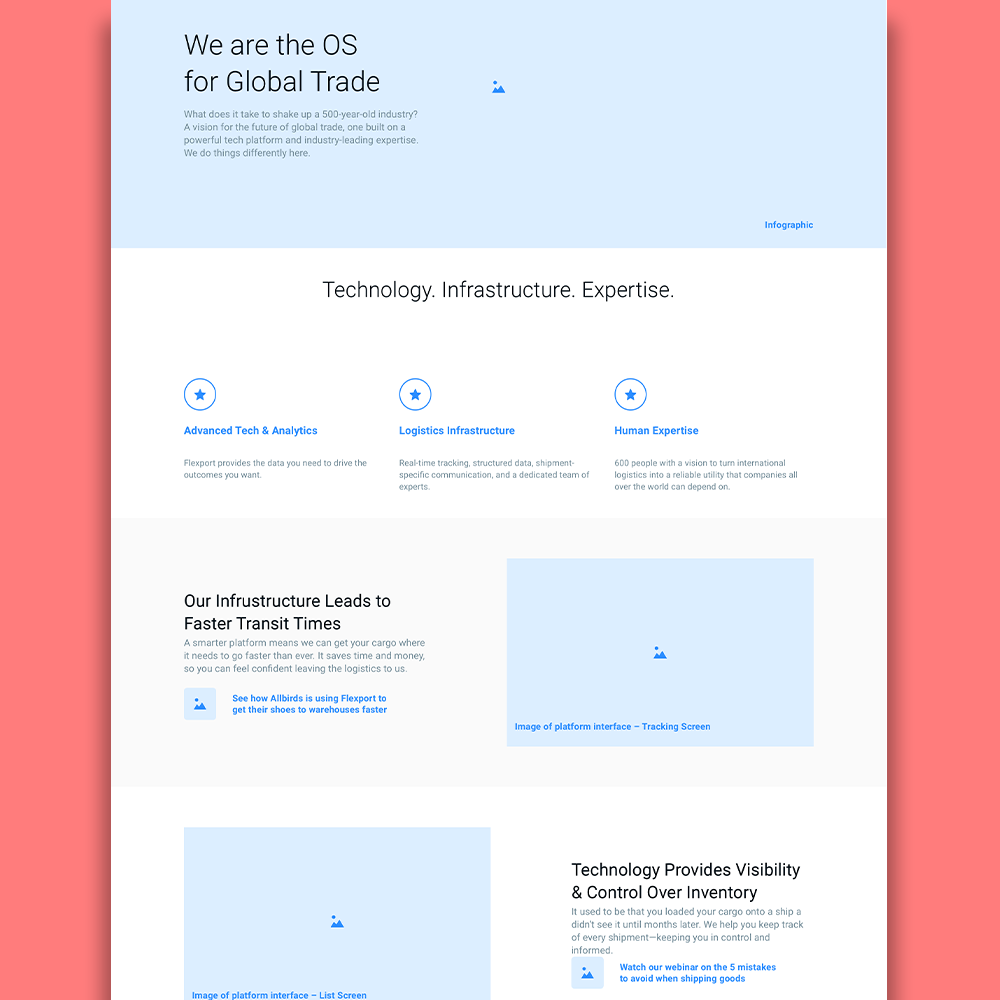 We are the OS
for Global Trade
What does it take to shake up a 500-year-old industry?
A vision for the future of global trade, one built on a
powerful tech platform and industry-leading expertise.
We do things differently here.
Infographic
Technology. Infrastructure. Expertise.
Advanced Tech & Analytics
Flexport provides the data you need to drive the
outcomes you want.
Logistics Infrastructure
Real-time tracking, structured data, shipment-
specific communication, and a dedicated team of
experts.
Human Expertise
600 people with a vision to turn international
logistics into a reliable utility that companies all
over the world can depend on.
Our Infrustructure Leads to
Faster Transit Times
A smarter platform means we can get your cargo where
it needs to go faster than ever. It saves time and money,
so you can feel confident leaving the logistics to us.
See how Allbirds is using Flexport to
get their shoes to warehouses faster
Image of platform interface – Tracking Screen
Image of platform interface – List Screen
Technology Provides Visibility
& Control Over Inventory
It used to be that you loaded your cargo onto a ship a
didn't see it until months later. We help you keep track
of every shipment—keeping you in control and
informed.
Watch our webinar on the 5 mistakes
to avoid when shipping goods